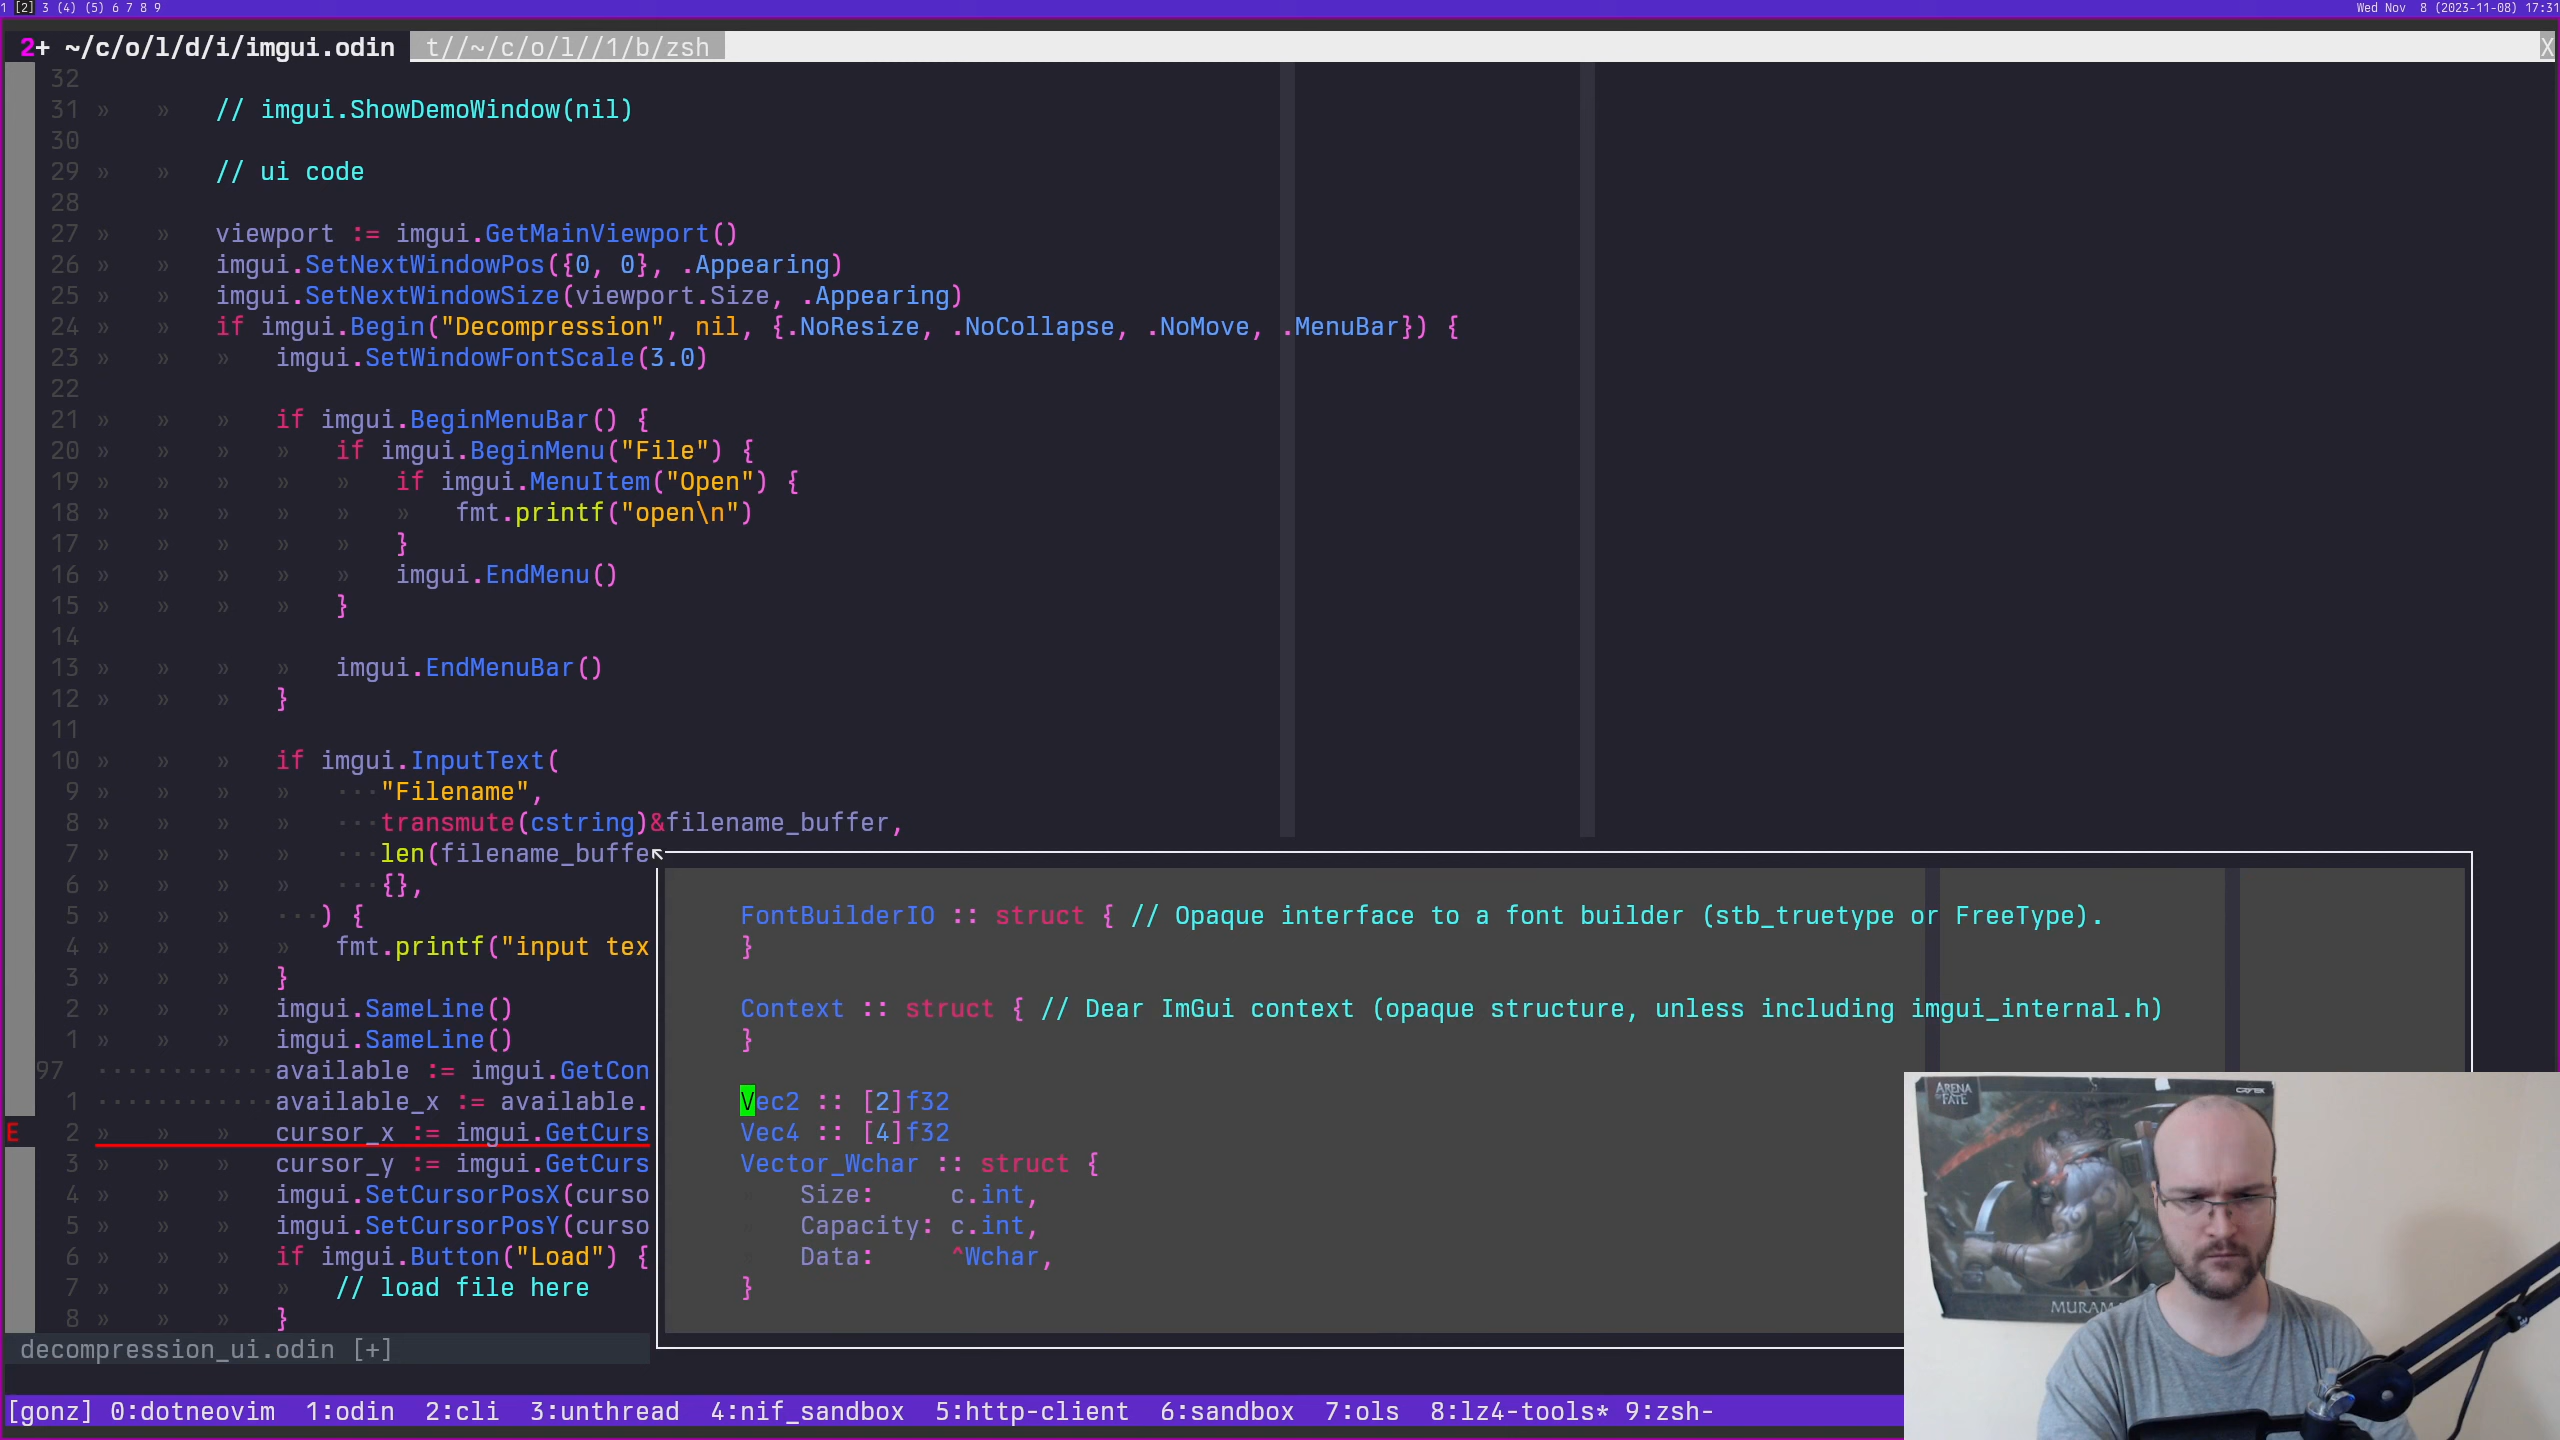 1 [2] 3 (4) (5) 6 7 8 9
Wed Nov  8 (2023-11-08) 17:31
2+ ~/c/o/l/d/i/imgui.odin  t//~/c/o/l//1/b/zsh X
32
31 »   »   // imgui.ShowDemoWindow(nil)
30
29 »   »   // ui code
28
27 »   »   viewport := imgui.GetMainViewport()
26 »   »   imgui.SetNextWindowPos({0, 0}, .Appearing)
25 »   »   imgui.SetNextWindowSize(viewport.Size, .Appearing)
24 »   »   if imgui.Begin("Decompression", nil, {.NoResize, .NoCollapse, .NoMove, .MenuBar}) {
23 »   »   »   imgui.SetWindowFontScale(3.0)
22
21 »   »   »   if imgui.BeginMenuBar() {
20 »   »   »   »   if imgui.BeginMenu("File") {
19 »   »   »   »   »   if imgui.MenuItem("Open") {
18 »   »   »   »   »   »   fmt.printf("open\n")
17 »   »   »   »   »   }
16 »   »   »   »   »   imgui.EndMenu()
15 »   »   »   »   }
14
13 »   »   »   »   imgui.EndMenuBar()
12 »   »   »   }
11
10 »   »   »   if imgui.InputText(
9 »   »   »   »   ···"Filename",
8 »   »   »   »   ···transmute(cstring)&filename_buffer,
7 »   »   »   »   ···len(filename_buffe
6 »   »   »   »   ···{},
5 »   »   »   ···) {
4 »   »   »   »   fmt.printf("input tex
3 »   »   »   }
2 »   »   »   imgui.SameLine()
1 »   »   »   imgui.SameLine()
97 ············available := imgui.GetCon
1 ············available_x := available.
E 2 »   »   »   cursor_x := imgui.GetCurs
3 »   »   »   cursor_y := imgui.GetCurs
4 »   »   »   imgui.SetCursorPosX(curso
5 »   »   »   imgui.SetCursorPosY(curso
6 »   »   »   if imgui.Button("Load") {
7 »   »   »   »   // load file here
8 »   »   »   }
FontBuilderIO :: struct { // Opaque interface to a font builder (stb_truetype or FreeType).
}
Context :: struct { // Dear ImGui context (opaque structure, unless including imgui_internal.h)
}
Vec2 :: [2]f32
Vec4 :: [4]f32
Vector_Wchar :: struct {
Size:     c.int,
Capacity: c.int,
Data:     ^Wchar,
}
ARENA
of FATE
CRYTEK
MURAMA
decompression_ui.odin [+]
[gonz] 0:dotneovim  1:odin  2:cli  3:unthread  4:nif_sandbox  5:http-client  6:sandbox  7:ols  8:lz4-tools* 9:zsh-